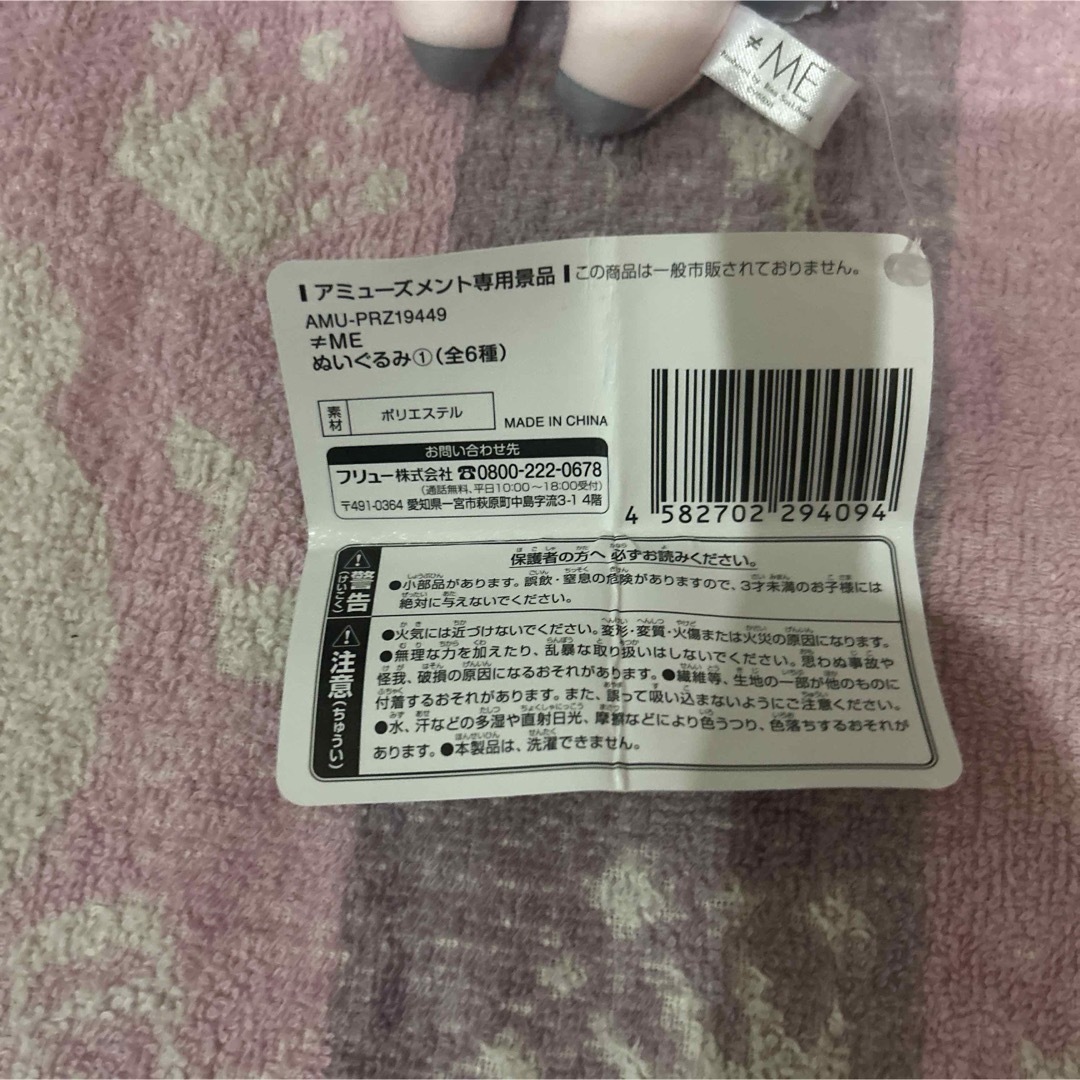 ≠ME
Produced by
▎アミューズメント専用景品▎この商品は一般市販されておりません。
AMU-PRZ19449
≠ME
ぬいぐるみ①(全6種)
素材 ポリエステル
MADE IN CHINA
お問い合わせ先
フリュー株式会社 ☎0800-222-0678
(通話無料、平日10:00〜18:00受付)
〒491-0364 愛知県一宮市萩原町中島字流3-1 4階
4 582702 294094
保護者の方へ 必ずお読みください。
⚠警告(けいこく)
●小部品があります。誤飲・窒息の危険がありますので、3才未満のお子様には
絶対に与えないでください。
⚠注意(ちゅうい)
●火気には近づけないでください。変形・変質・火傷または火災の原因になります。
●無理な力を加えたり、乱暴な取り扱いはしないでください。思わぬ事故や
怪我、破損の原因になるおそれがあります。●繊維等、生地の一部が他のものに
付着するおそれがあります。また、誤って吸い込まないようにご注意ください。
●水、汗などの多湿や直射日光、摩擦などにより色うつり、色落ちするおそれが
あります。●本製品は、洗濯できません。